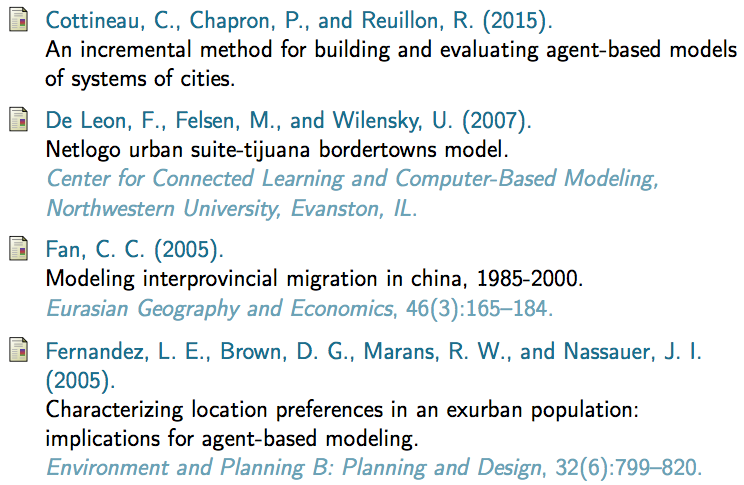 Cottineau, C., Chapron, P., and Reuillon, R. (2015).
An incremental method for building and evaluating agent-based models
of systems of cities.
De Leon, F., Felsen, M., and Wilensky, U. (2007).
Netlogo urban suite-tijuana bordertowns model.
Center for Connected Learning and Computer-Based Modeling,
Northwestern University, Evanston, IL.
Fan, C. C. (2005).
Modeling interprovincial migration in china, 1985-2000.
Eurasian Geography and Economics, 46(3):165–184.
Fernandez, L. E., Brown, D. G., Marans, R. W., and Nassauer, J. I.
(2005).
Characterizing location preferences in an exurban population:
implications for agent-based modeling.
Environment and Planning B: Planning and Design, 32(6):799–820.